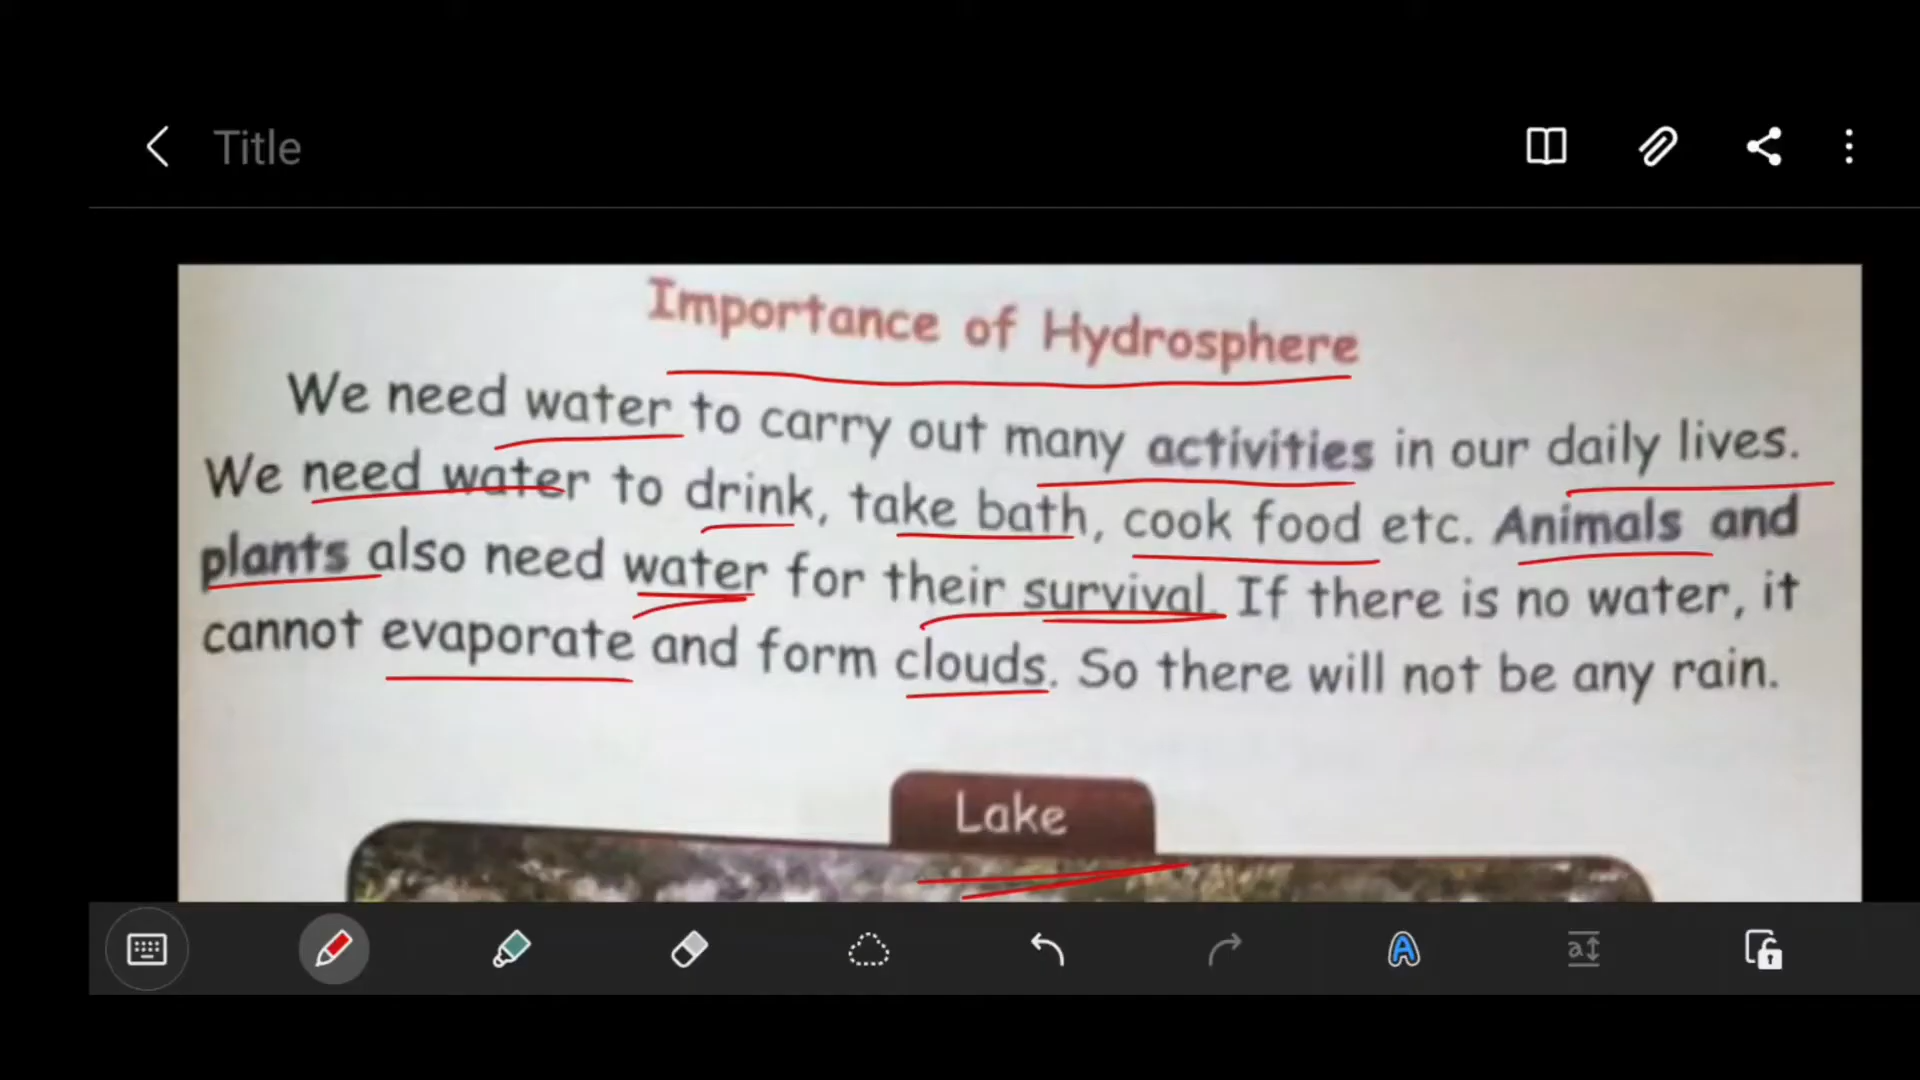 Title
Importance of Hydrosphere
We need water to carry out many activities in our daily lives.
We need water to drink, take bath, cook food etc. Animals and
plants also need water for their survival. If there is no water, it
cannot evaporate and form clouds. So there will not be any rain.
Lake